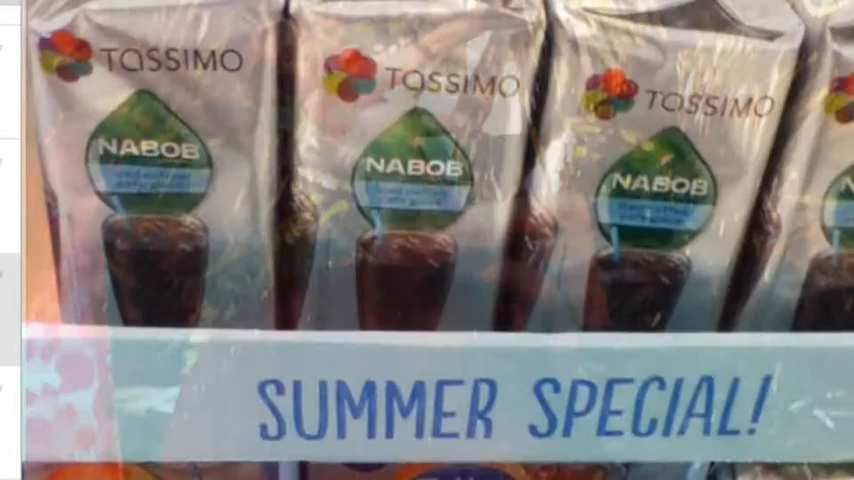 TASSIMO
TASSIMO
TASSIMO
NABOB
NABOB
NABOB
SUMMER SPECIAL!